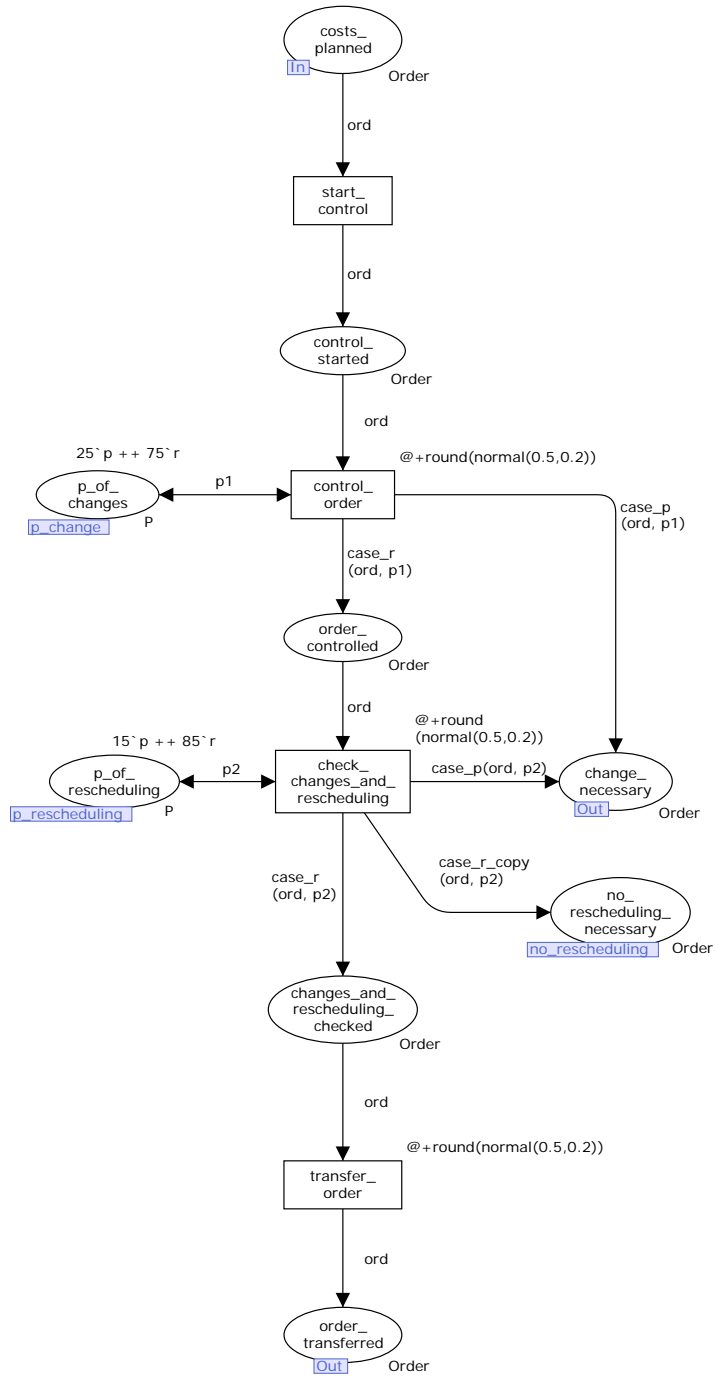 costs_
planned
In
Order
ord
start_
control
ord
control_
started
Order
ord
25`p ++ 75`r
@+round(normal(0.5,0.2))
p_of_
changes
p_change
P
p1
control_
order
case_p
(ord, p1)
case_r
(ord, p1)
order_
controlled
Order
ord
@+round
(normal(0.5,0.2))
15`p ++ 85`r
p_of_
rescheduling
p_rescheduling
P
p2
check_
changes_and_
rescheduling
case_p(ord, p2)
change_
necessary
Out
Order
case_r
(ord, p2)
case_r_copy
(ord, p2)
no_
rescheduling_
necessary
no_rescheduling
Order
changes_and_
rescheduling_
checked
Order
ord
@+round(normal(0.5,0.2))
transfer_
order
ord
order_
transferred
Out
Order